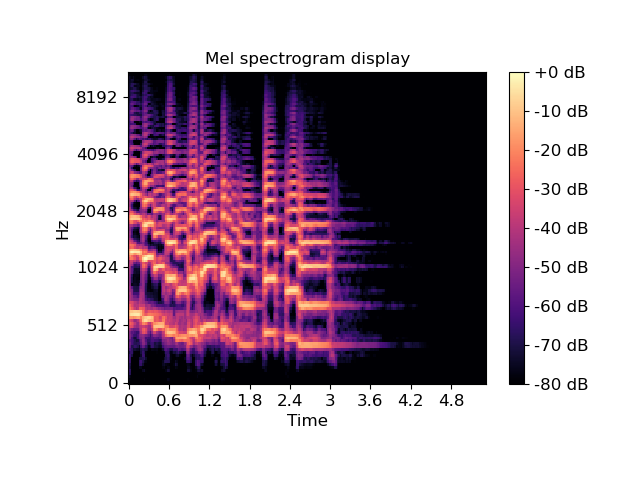 Mel spectrogram display
Hz
8192
4096
2048
1024
512
0
0 0.6 1.2 1.8 2.4 3 3.6 4.2 4.8
Time
+0 dB
-10 dB
-20 dB
-30 dB
-40 dB
-50 dB
-60 dB
-70 dB
-80 dB